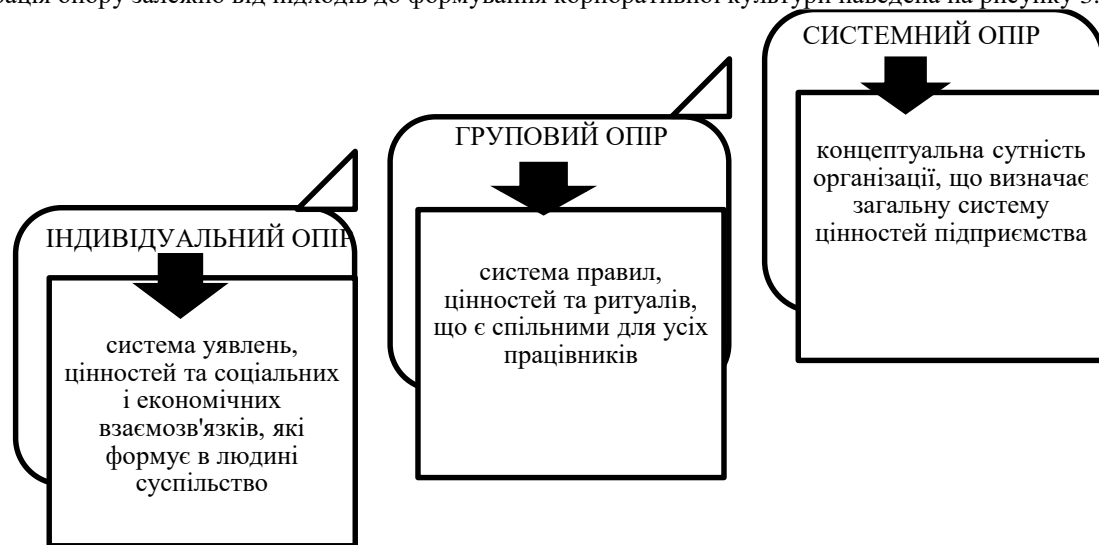 опору залежно від підходів до формування корпоративної культури наведена на рисунку 3.
СИСТЕМНИЙ ОПІР
концептуальна сутність
організації, що визначає
загальну систему
цінностей підприємства
ГРУПОВИЙ ОПІР
система правил,
цінностей та ритуалів,
що є спільними для усіх
працівників
ІНДИВІДУАЛЬНИЙ ОПІР
система уявлень,
цінностей та соціальних
і економічних
взаємозв'язків, які
формує в людині
суспільство